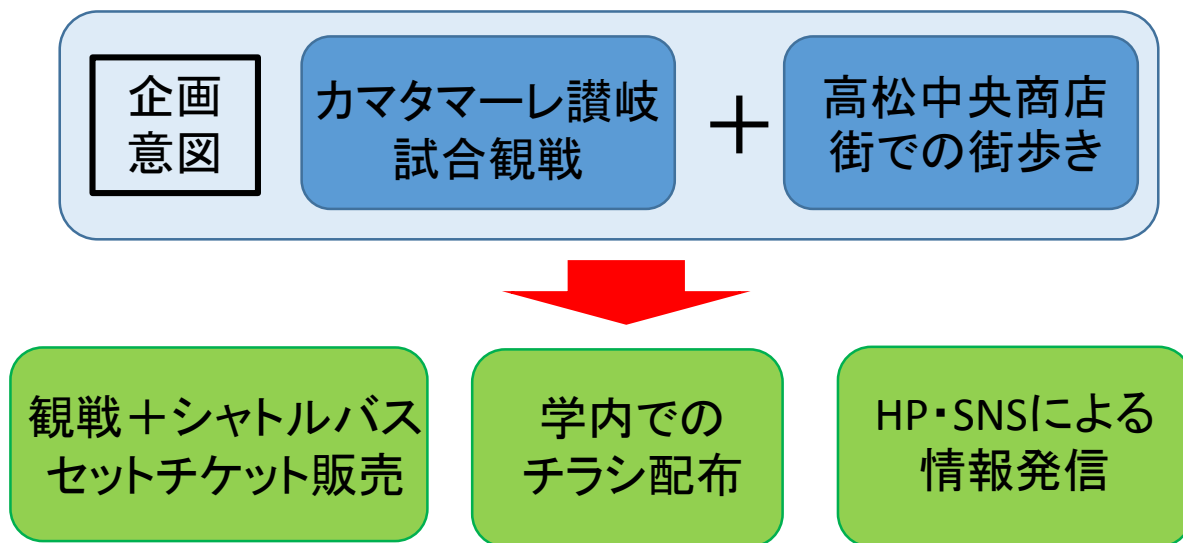 企画
意図
カマタマーレ讃岐
試合観戦
＋
高松中央商店
街での街歩き
観戦＋シャトルバス
セットチケット販売
学内での
チラシ配布
HP・SNSによる
情報発信